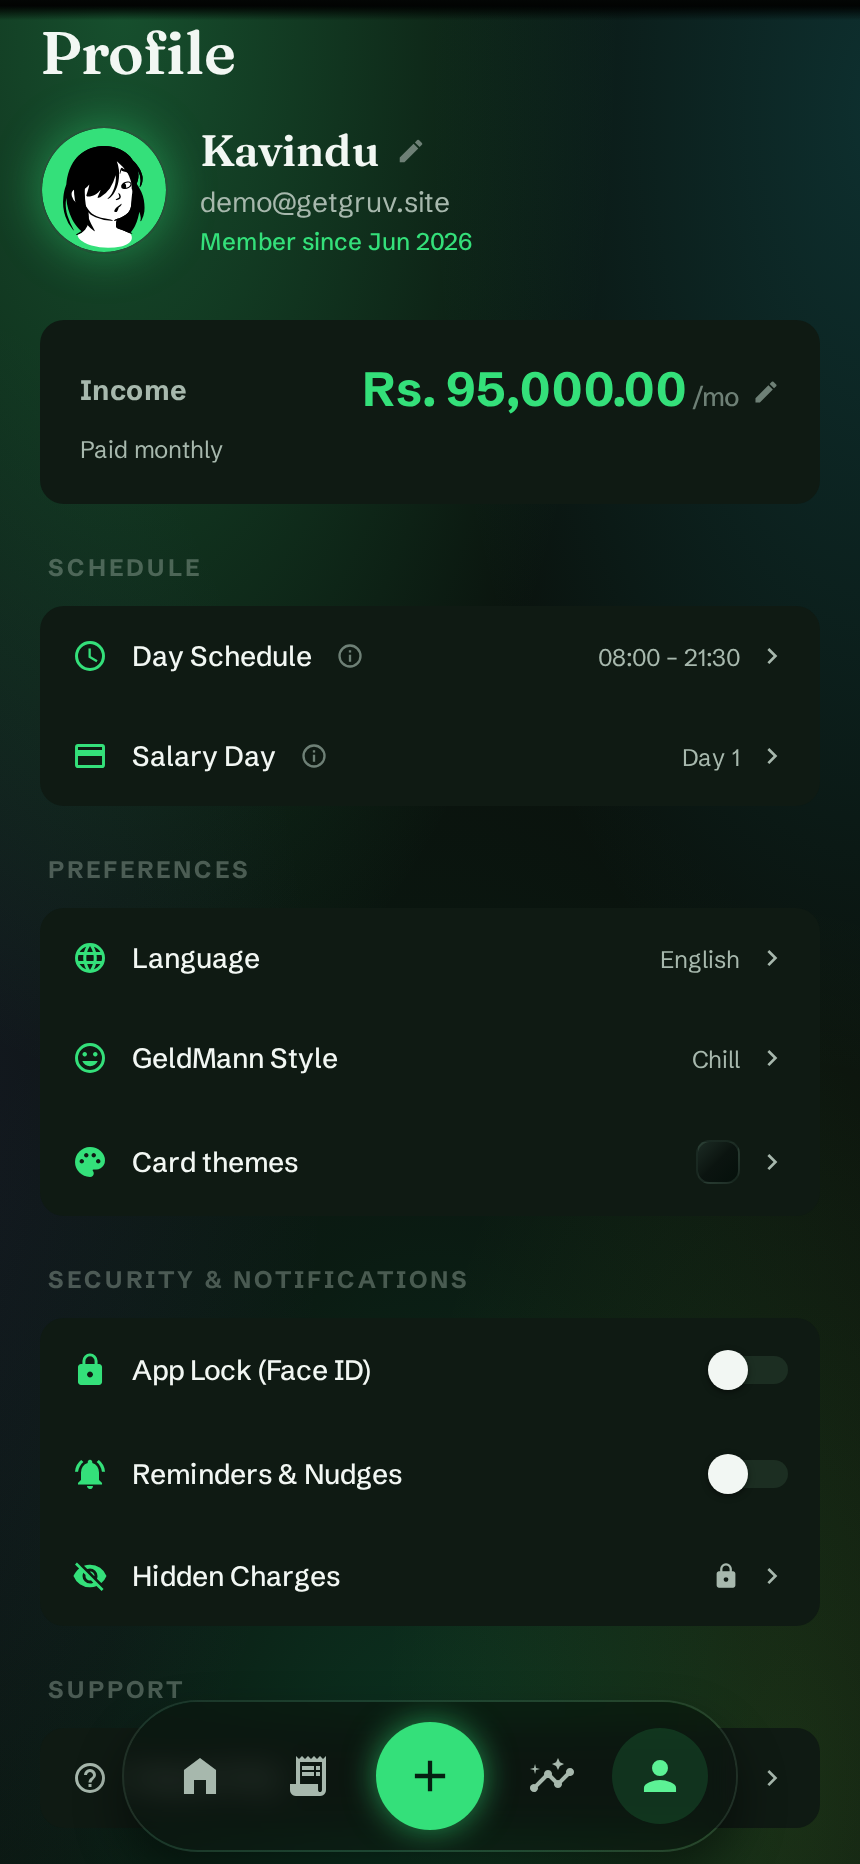 Profile
Kavindu
demo@getgruv.site
Member since Jun 2026
Income Rs. 95,000.00 /mo
Paid monthly
SCHEDULE
Day Schedule 08:00 – 21:30
Salary Day Day 1
PREFERENCES
Language English
GeldMann Style Chill
Card themes
SECURITY & NOTIFICATIONS
App Lock (Face ID)
Reminders & Nudges
Hidden Charges
SUPPORT